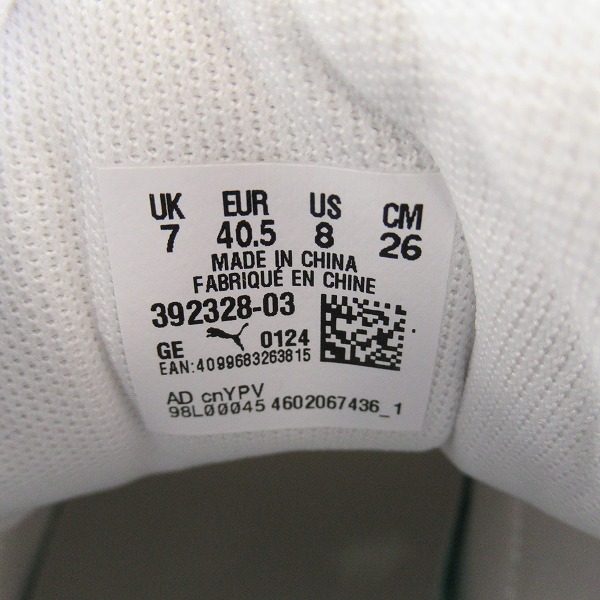 UK EUR US CM
7 40.5 8 26
MADE IN CHINA
FABRIQUÉ EN CHINE
392328-03
GE 0124
EAN:4099683263815
AD cnYPV
98L00045 4602067436_1